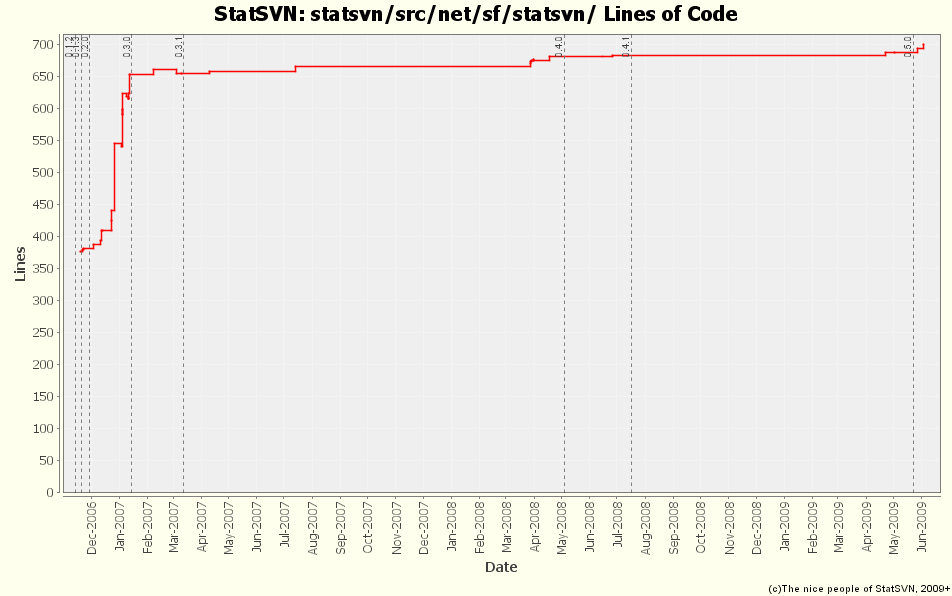 StatSVN: statsvn/src/net/sf/statsvn/ Lines of Code
0.1.2
0.1.3
0.2.0
0.3.0
0.3.1
0.4.0
0.4.1
0.5.0
700
650
600
550
500
450
400
350
300
250
200
150
100
50
0
Lines
Dec-2006
Jan-2007
Feb-2007
Mar-2007
Apr-2007
May-2007
Jun-2007
Jul-2007
Aug-2007
Sep-2007
Oct-2007
Nov-2007
Dec-2007
Jan-2008
Feb-2008
Mar-2008
Apr-2008
May-2008
Jun-2008
Jul-2008
Aug-2008
Sep-2008
Oct-2008
Nov-2008
Dec-2008
Jan-2009
Feb-2009
Mar-2009
Apr-2009
May-2009
Jun-2009
Date
(c)The nice people of StatSVN, 2009+